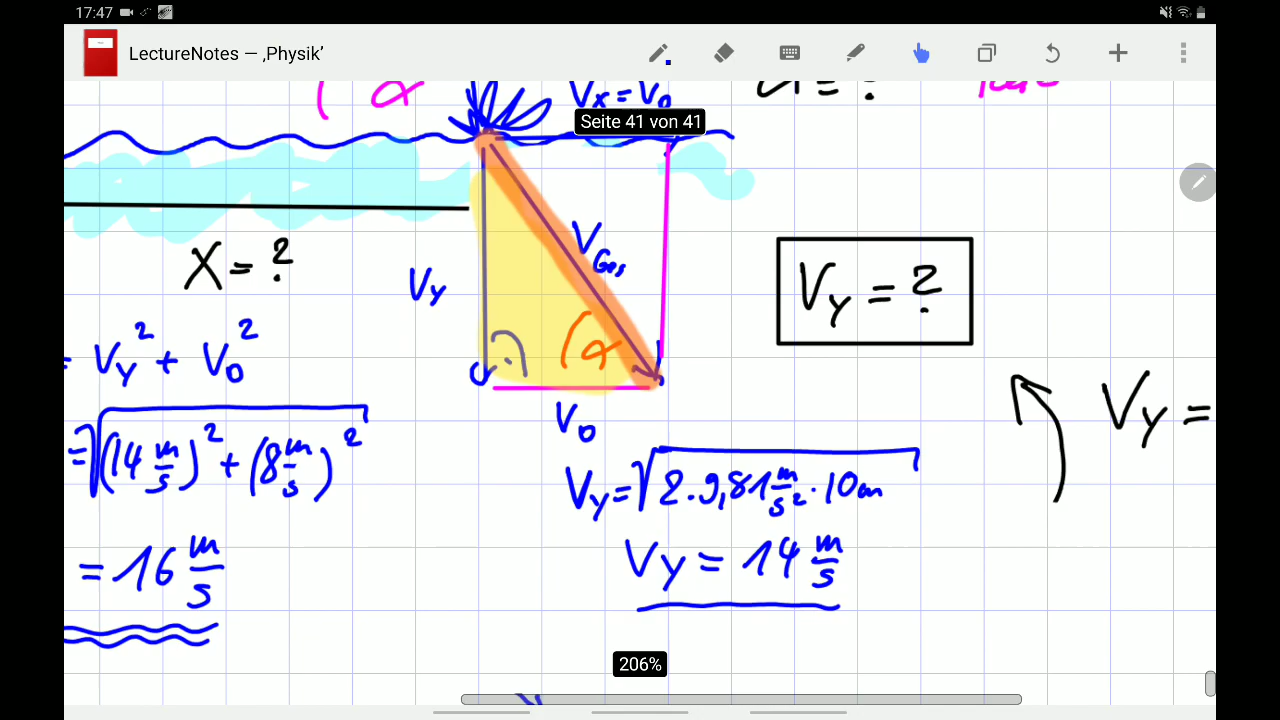 17:47
LectureNotes — ‚Physik’
α
Vx = V0
Seite 41 von 41
X = ?
Vy
VGes
Vy = ?
= Vy² + V0²
α
V0
Vy =
= √(14 m/s)² + (8 m/s)²
Vy = √2 · 9,81 m/s² · 10m
= 16 m/s
Vy = 14 m/s
206%